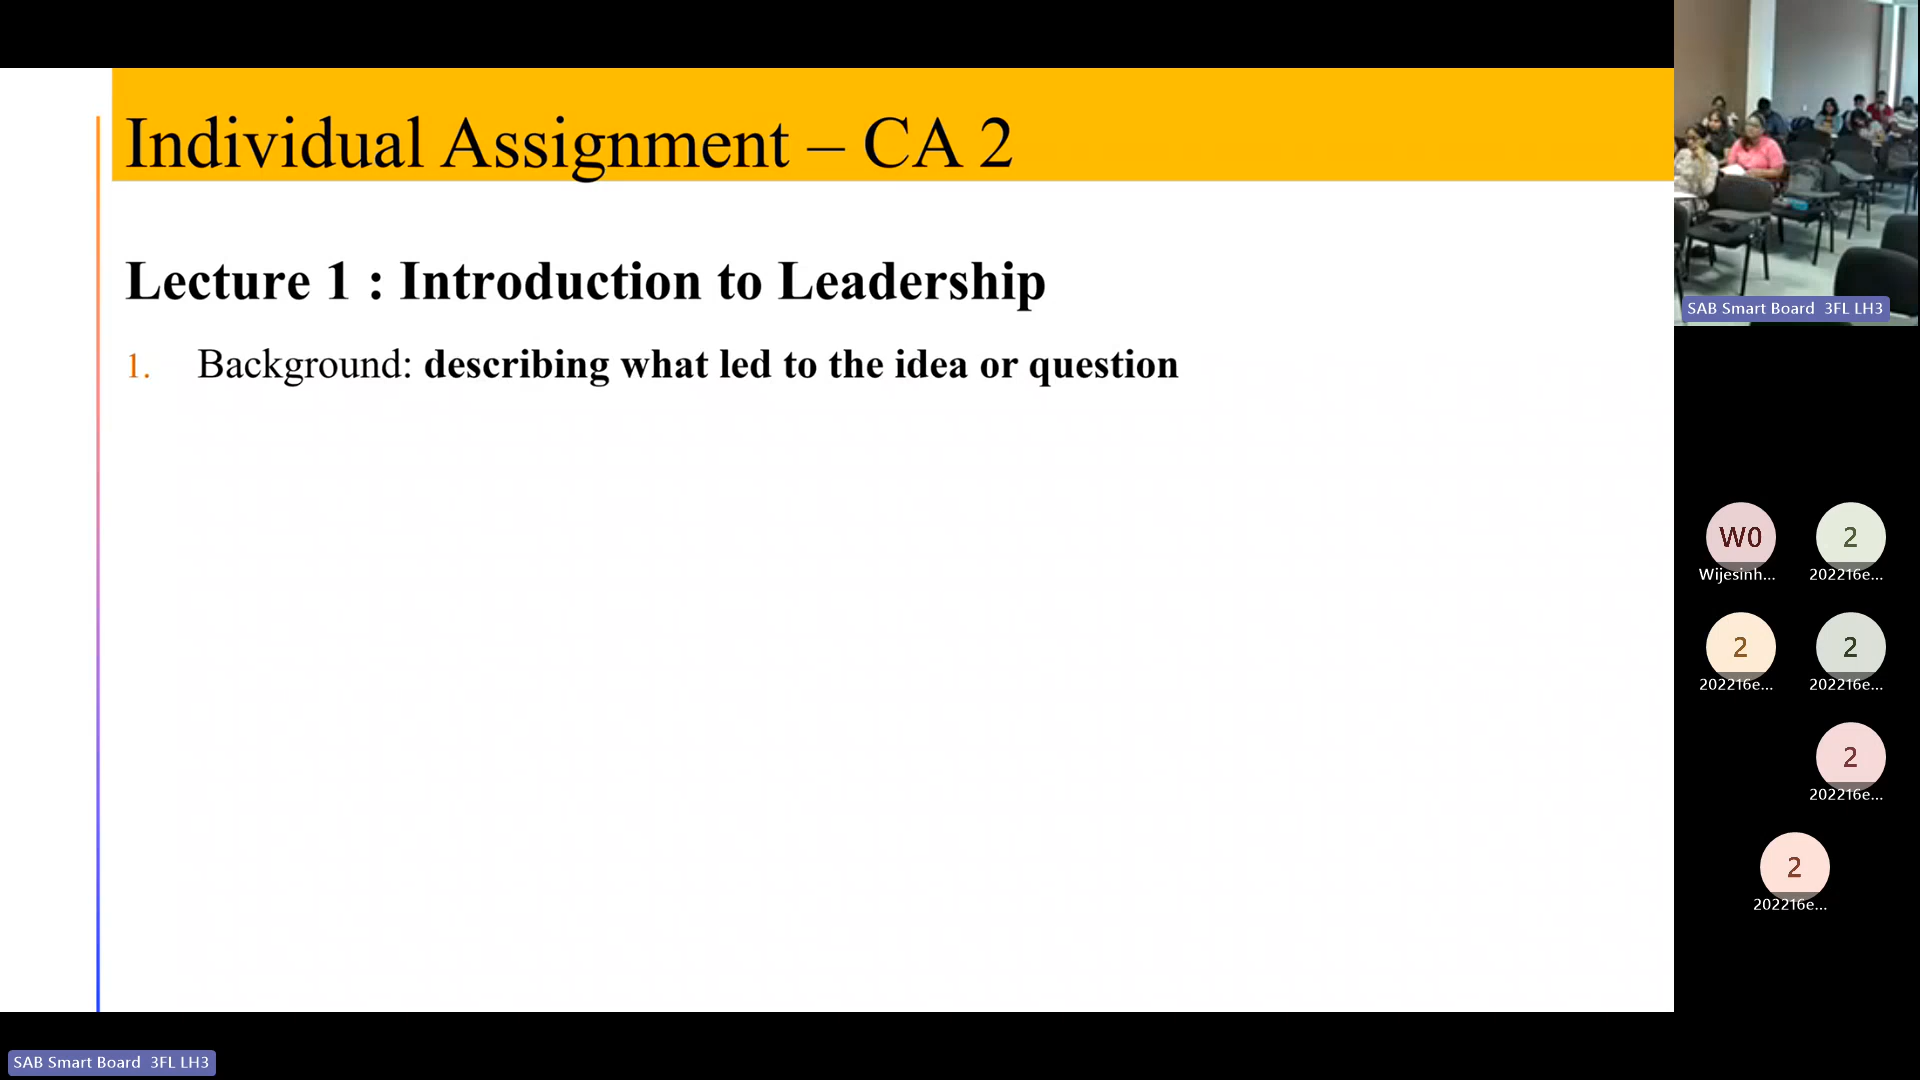 Individual Assignment – CA 2
Lecture 1 : Introduction to Leadership
1. Background: describing what led to the idea or question
SAB Smart Board 3FL LH3
W0
Wijesinh...
2
202216e...
2
202216e...
2
202216e...
2
202216e...
2
202216e...
SAB Smart Board 3FL LH3